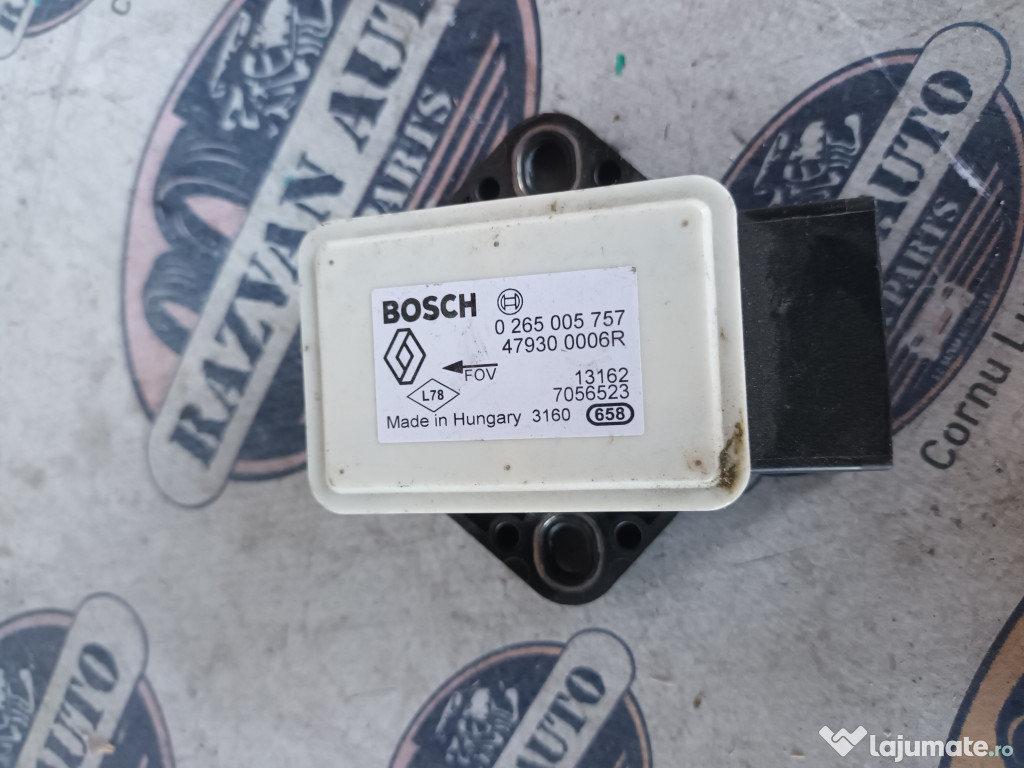 RAZVAN AUTO
PARTS
AUTO
PARTS
Cornu L
BOSCH
0 265 005 757
47930 0006R
FOV
13162
L78
7056523
Made in Hungary 3160 658
AUTO
AUTO
lajumate.ro